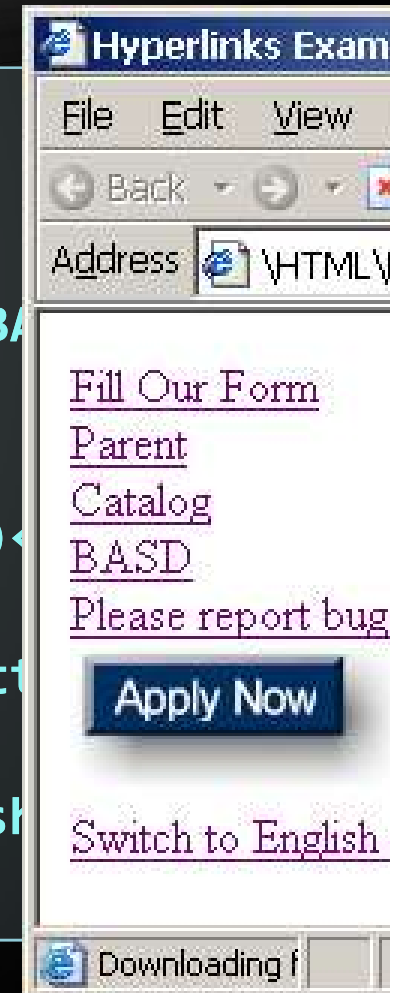 Hyperlinks Exam
File Edit View
Back
Address \HTML\
Fill Our Form
Parent
Catalog
BASD
Please report bug
Apply Now
Switch to English
Downloading f